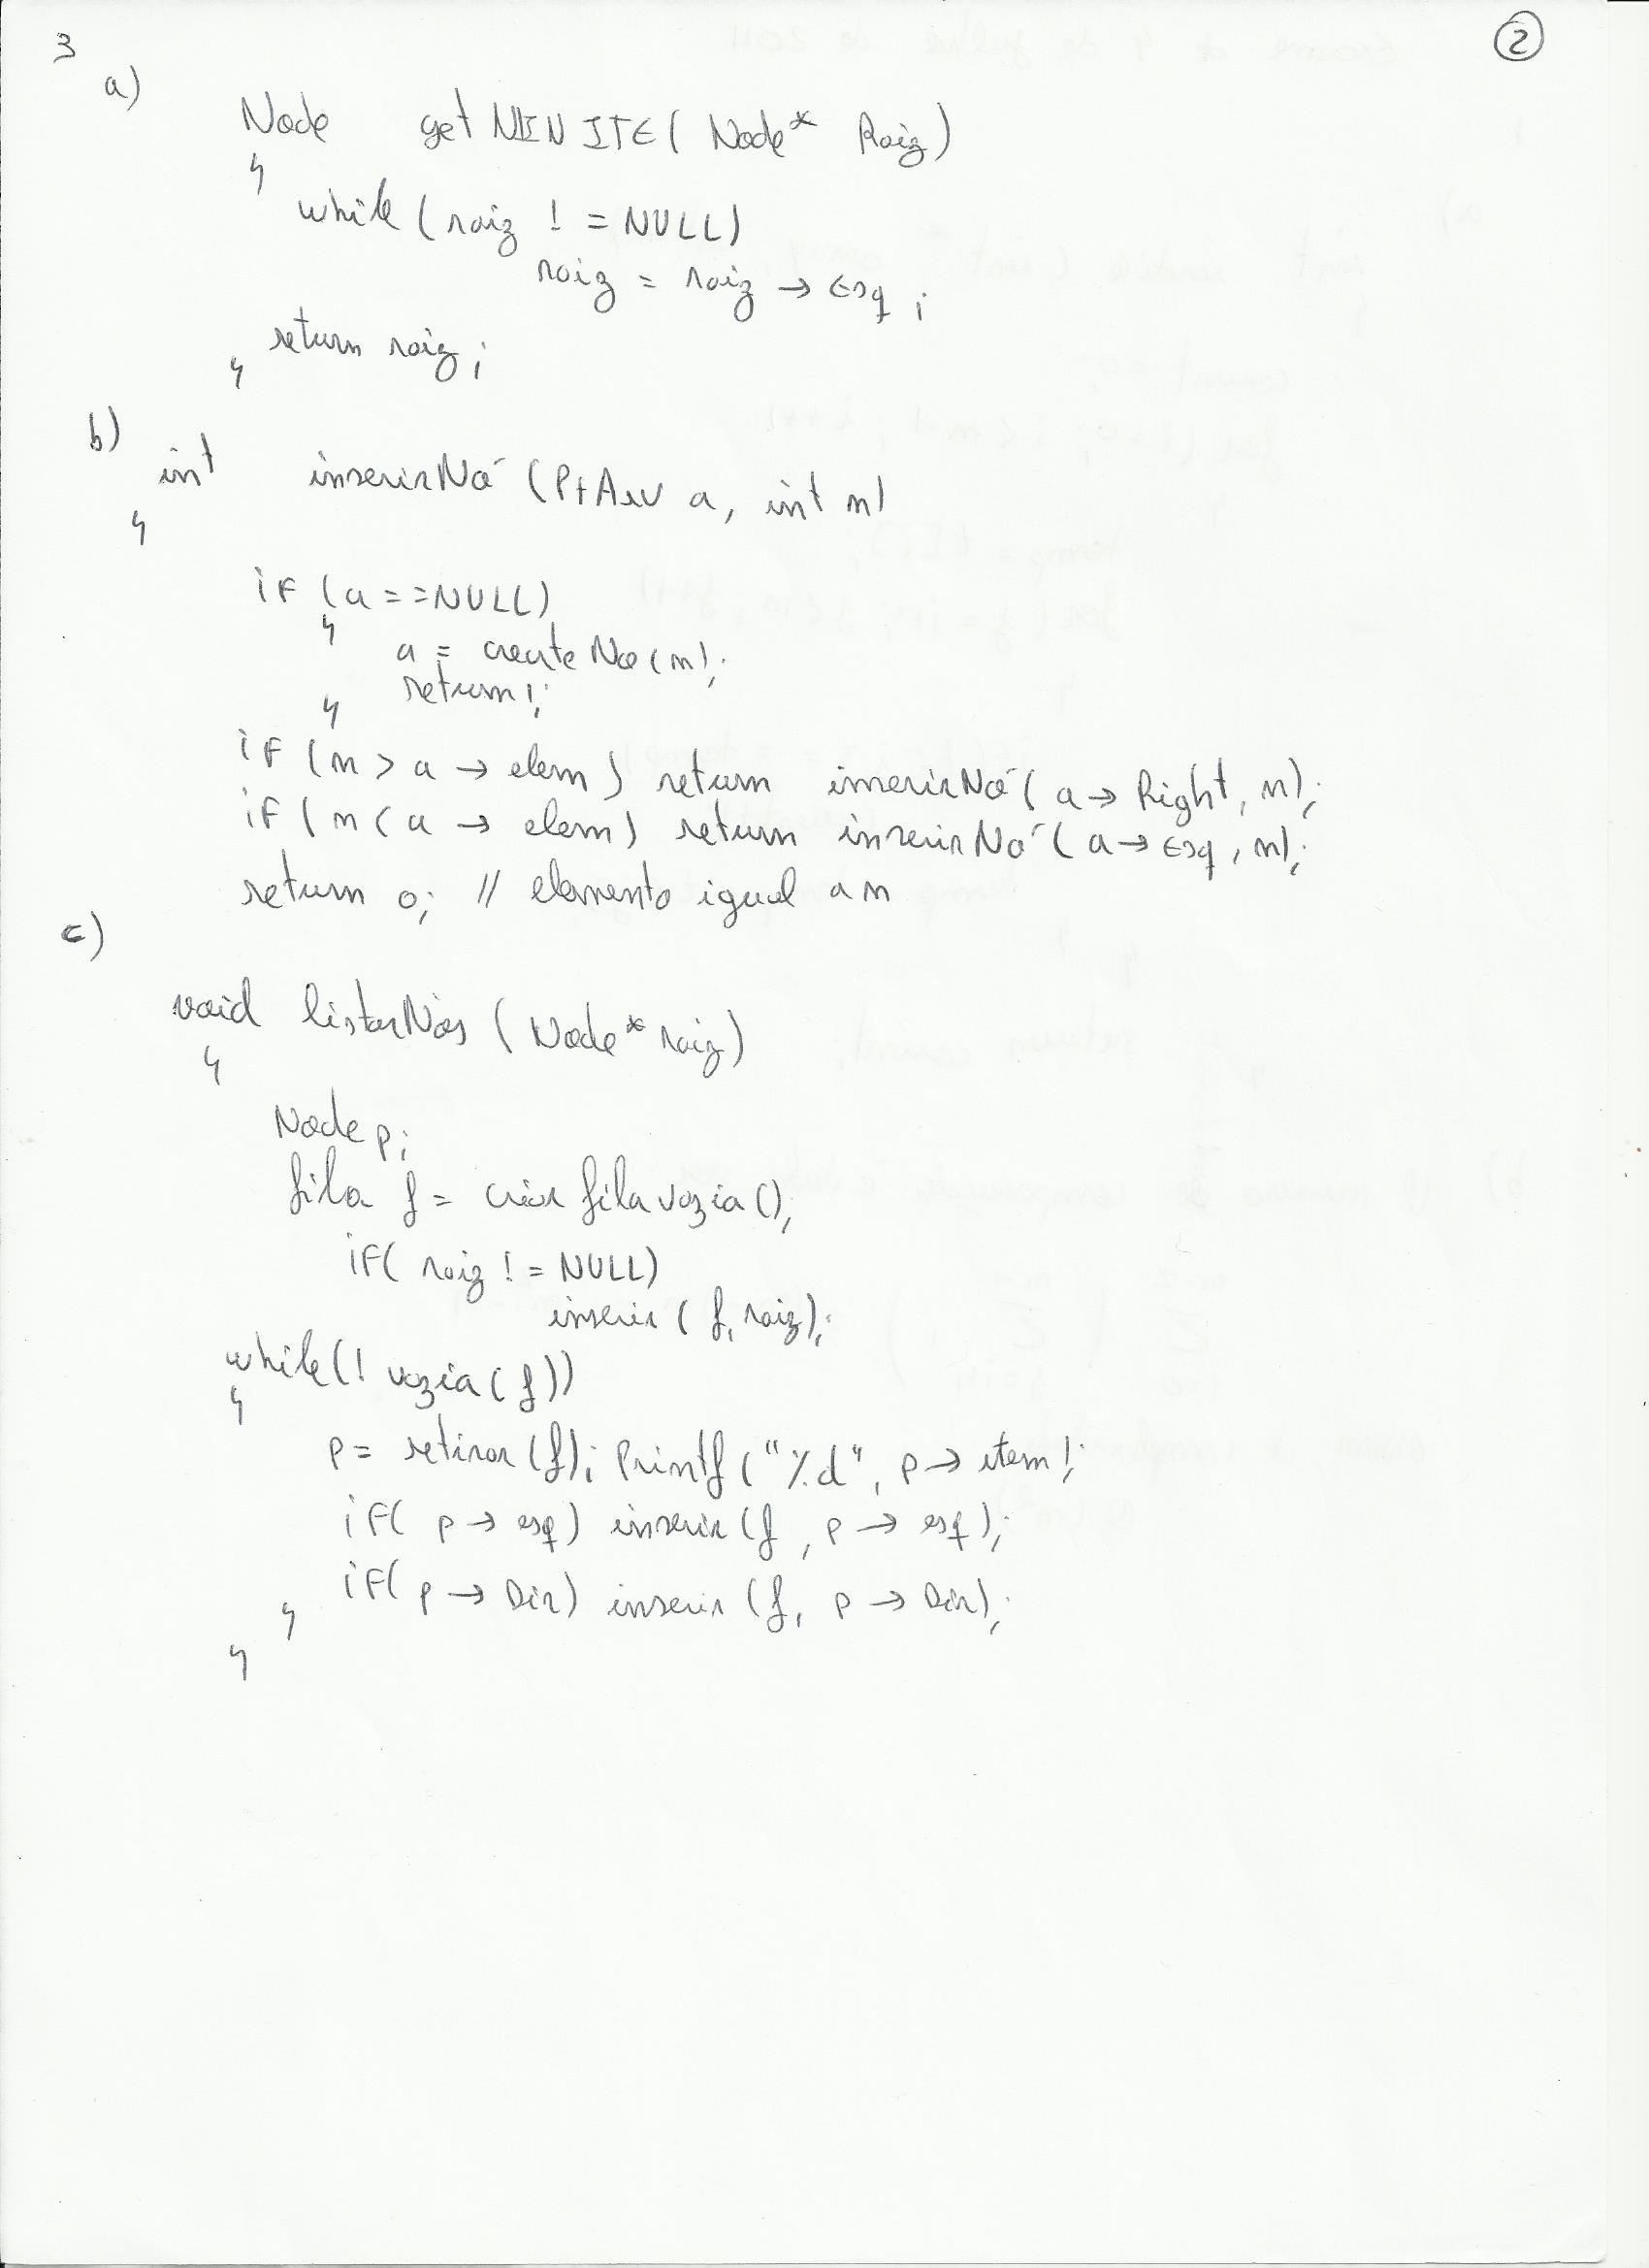 3
②
a)
Node getMINITE( Node* Raiz)
{
while( raiz != NULL)
raiz = raiz → Esq ;
return raiz ;
}
b)
int inserirNó (PtArv a, int n)
{
if (a == NULL)
{
a = createNo(n);
return 1;
}
if (n > a → elem) return inserirNó( a → Right, n);
if (n < a → elem) return inserirNó( a → Esq, n);
return 0; // elemento igual a n
c)
void listarNós ( Node* raiz)
{
Node p;
fila f = criar fila vazia ();
if( raiz != NULL)
inserir ( f, raiz);
while(! vazia ( f ))
{
p = retirar (f); Printf ("%d", p → item);
if( p → esq) inserir (f, p → esq);
if( p → Dir) inserir (f, p → Dir);
}
}